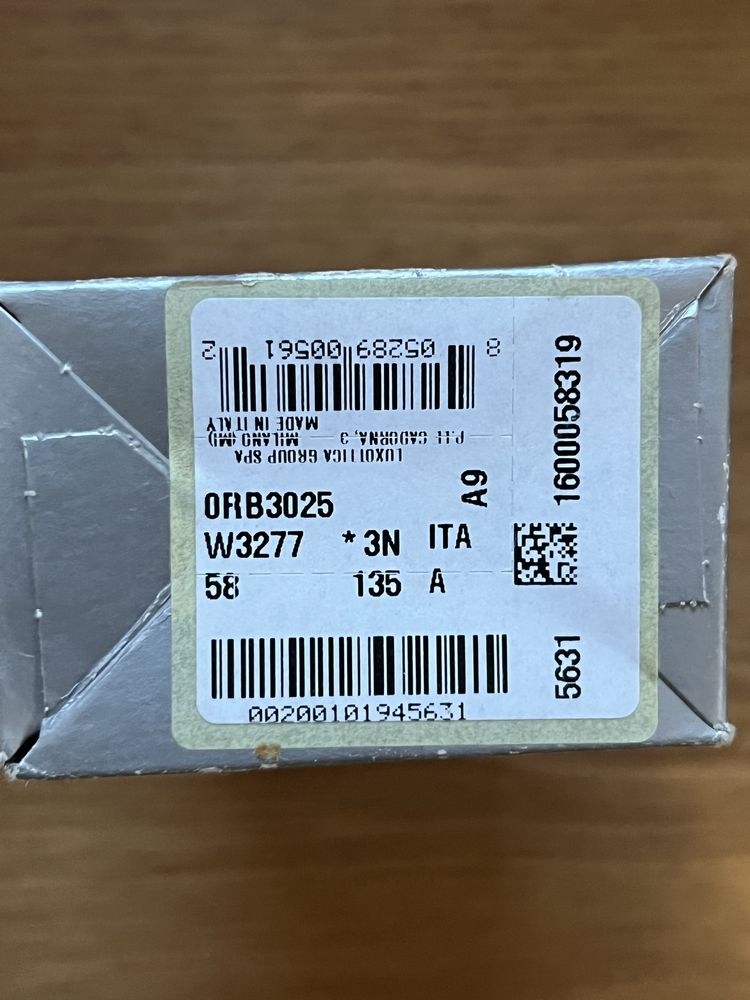 8 05289 00561 2
LUXOTTICA GROUP SPA
P.LE CADORNA, 3 — MILANO (MI)
MADE IN ITALY
A9
0RB3025
W3277 *3N ITA
58 135 A
00200101945631
1600058319
5631